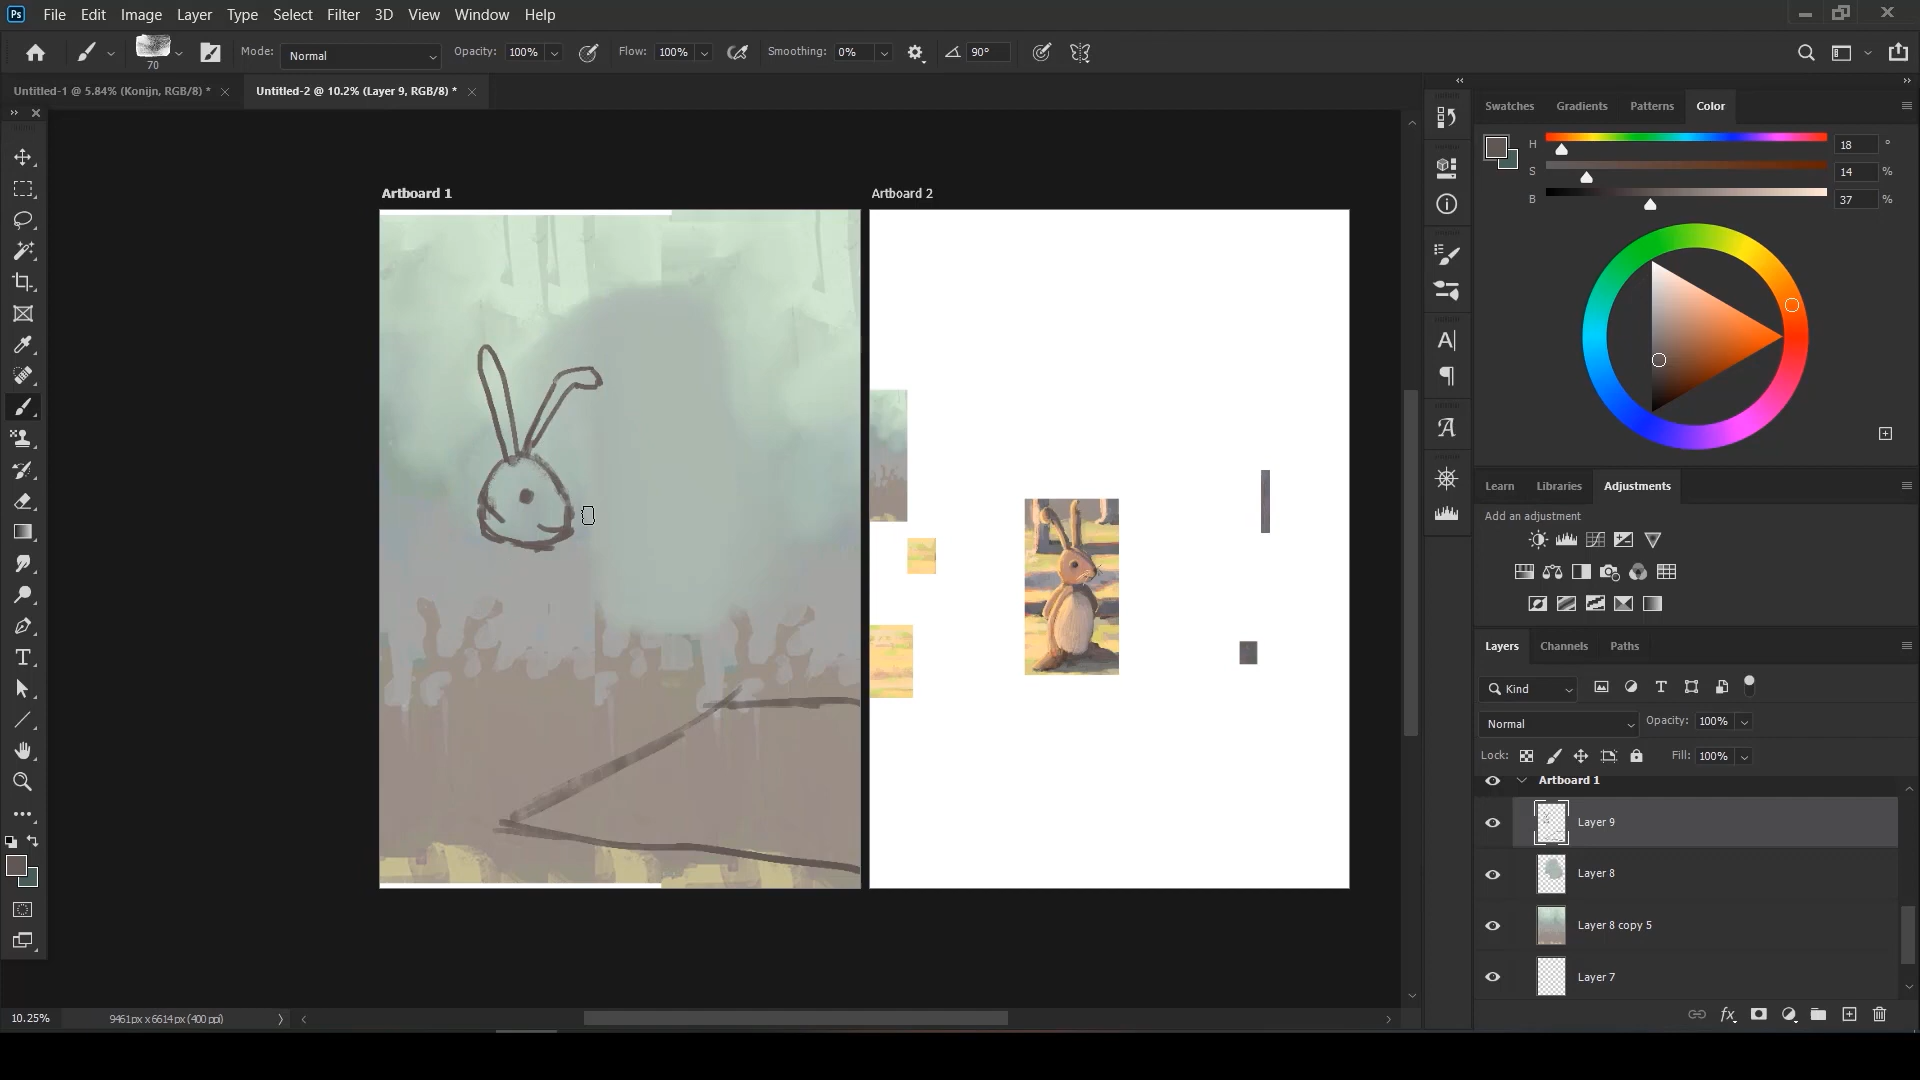 Ps File Edit Image Layer Type Select Filter 3D View Window Help
70 Mode: Normal Opacity: 100% Flow: 100% Smoothing: 0% 90°
Untitled-1 @ 5.84% (Konijn, RGB/8) * Untitled-2 @ 10.2% (Layer 9, RGB/8) *
Artboard 1 Artboard 2
Swatches Gradients Patterns Color
H 18 °
S 14 %
B 37 %
Learn Libraries Adjustments
Add an adjustment
Layers Channels Paths
Kind
Normal Opacity: 100%
Lock: Fill: 100%
Artboard 1
Layer 9
Layer 8
Layer 8 copy 5
Layer 7
fx
10.25% 9461px x 6614px (400 ppi)